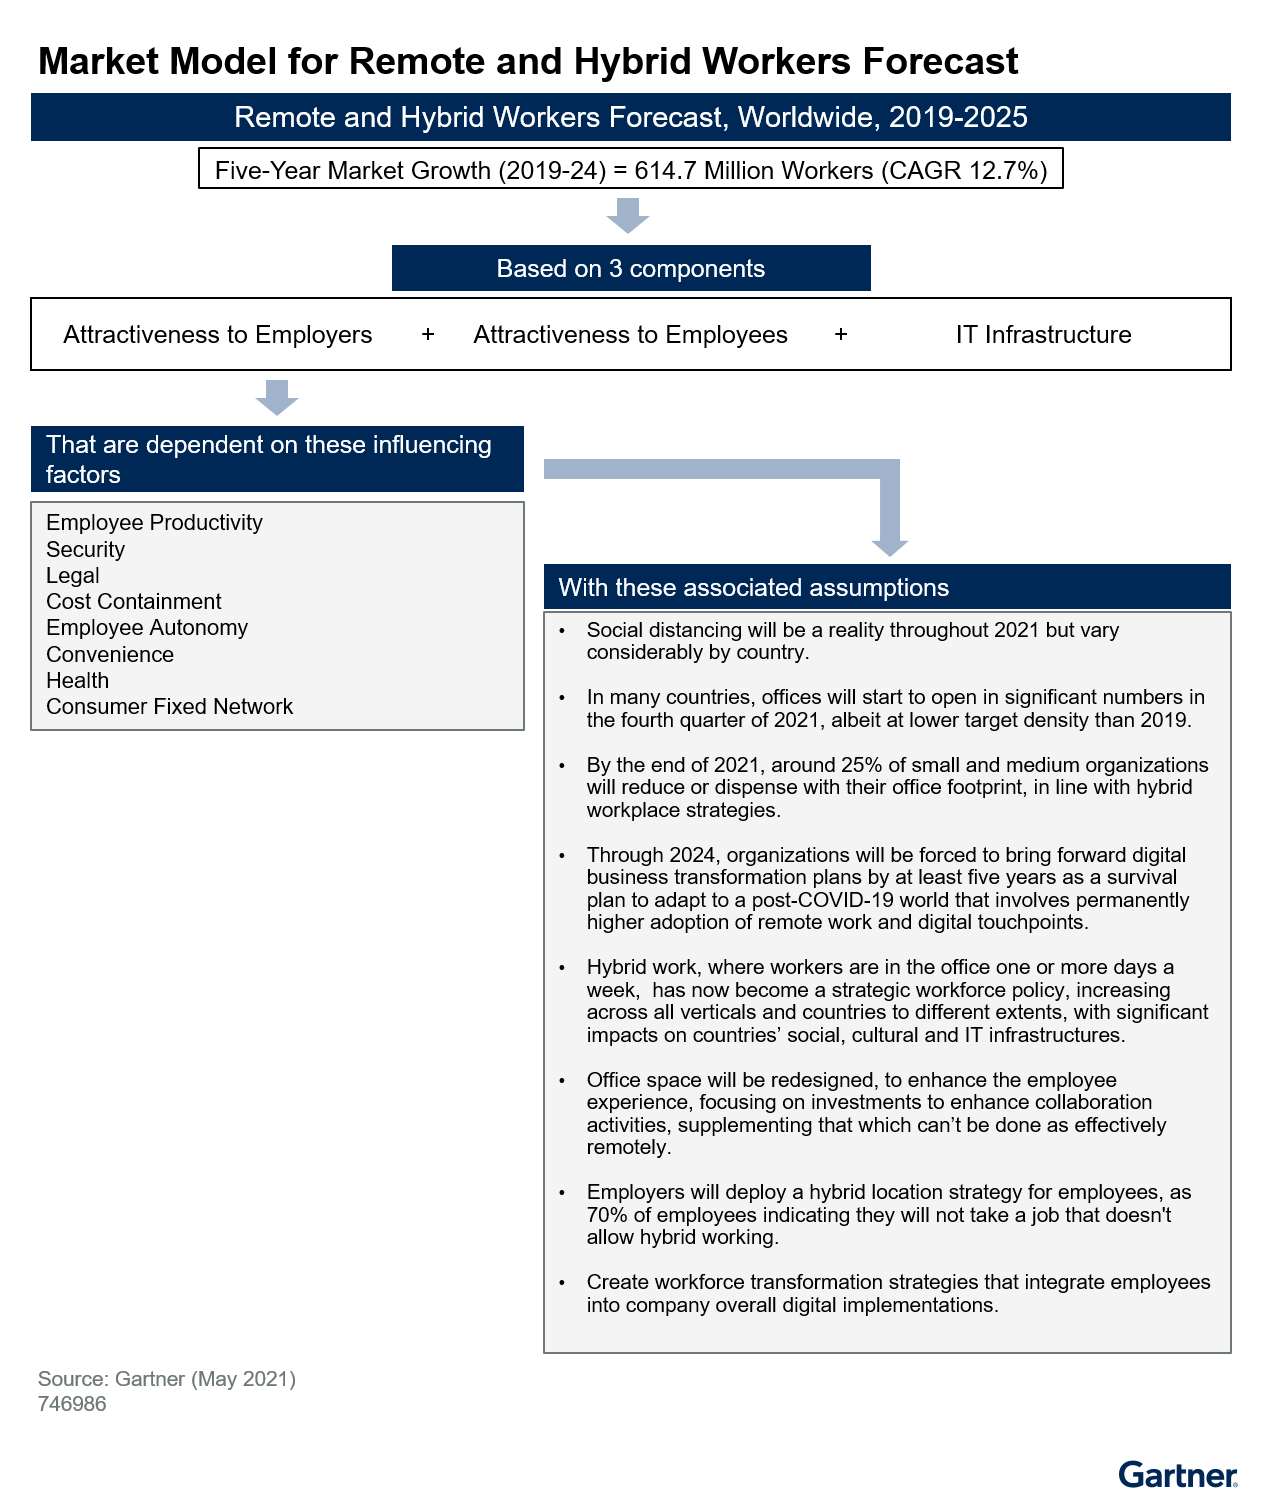 Market Model for Remote and Hybrid Workers Forecast
Remote and Hybrid Workers Forecast, Worldwide, 2019-2025
Five-Year Market Growth (2019-24) = 614.7 Million Workers (CAGR 12.7%)
Based on 3 components
Attractiveness to Employers + Attractiveness to Employees + IT Infrastructure
That are dependent on these influencing
factors
Employee Productivity
Security
Legal
Cost Containment
Employee Autonomy
Convenience
Health
Consumer Fixed Network
With these associated assumptions
• Social distancing will be a reality throughout 2021 but vary
considerably by country.
• In many countries, offices will start to open in significant numbers in
the fourth quarter of 2021, albeit at lower target density than 2019.
• By the end of 2021, around 25% of small and medium organizations
will reduce or dispense with their office footprint, in line with hybrid
workplace strategies.
• Through 2024, organizations will be forced to bring forward digital
business transformation plans by at least five years as a survival
plan to adapt to a post-COVID-19 world that involves permanently
higher adoption of remote work and digital touchpoints.
• Hybrid work, where workers are in the office one or more days a
week,  has now become a strategic workforce policy, increasing
across all verticals and countries to different extents, with significant
impacts on countries’ social, cultural and IT infrastructures.
• Office space will be redesigned, to enhance the employee
experience, focusing on investments to enhance collaboration
activities, supplementing that which can’t be done as effectively
remotely.
• Employers will deploy a hybrid location strategy for employees, as
70% of employees indicating they will not take a job that doesn't
allow hybrid working.
• Create workforce transformation strategies that integrate employees
into company overall digital implementations.
Source: Gartner (May 2021)
746986
Gartner®